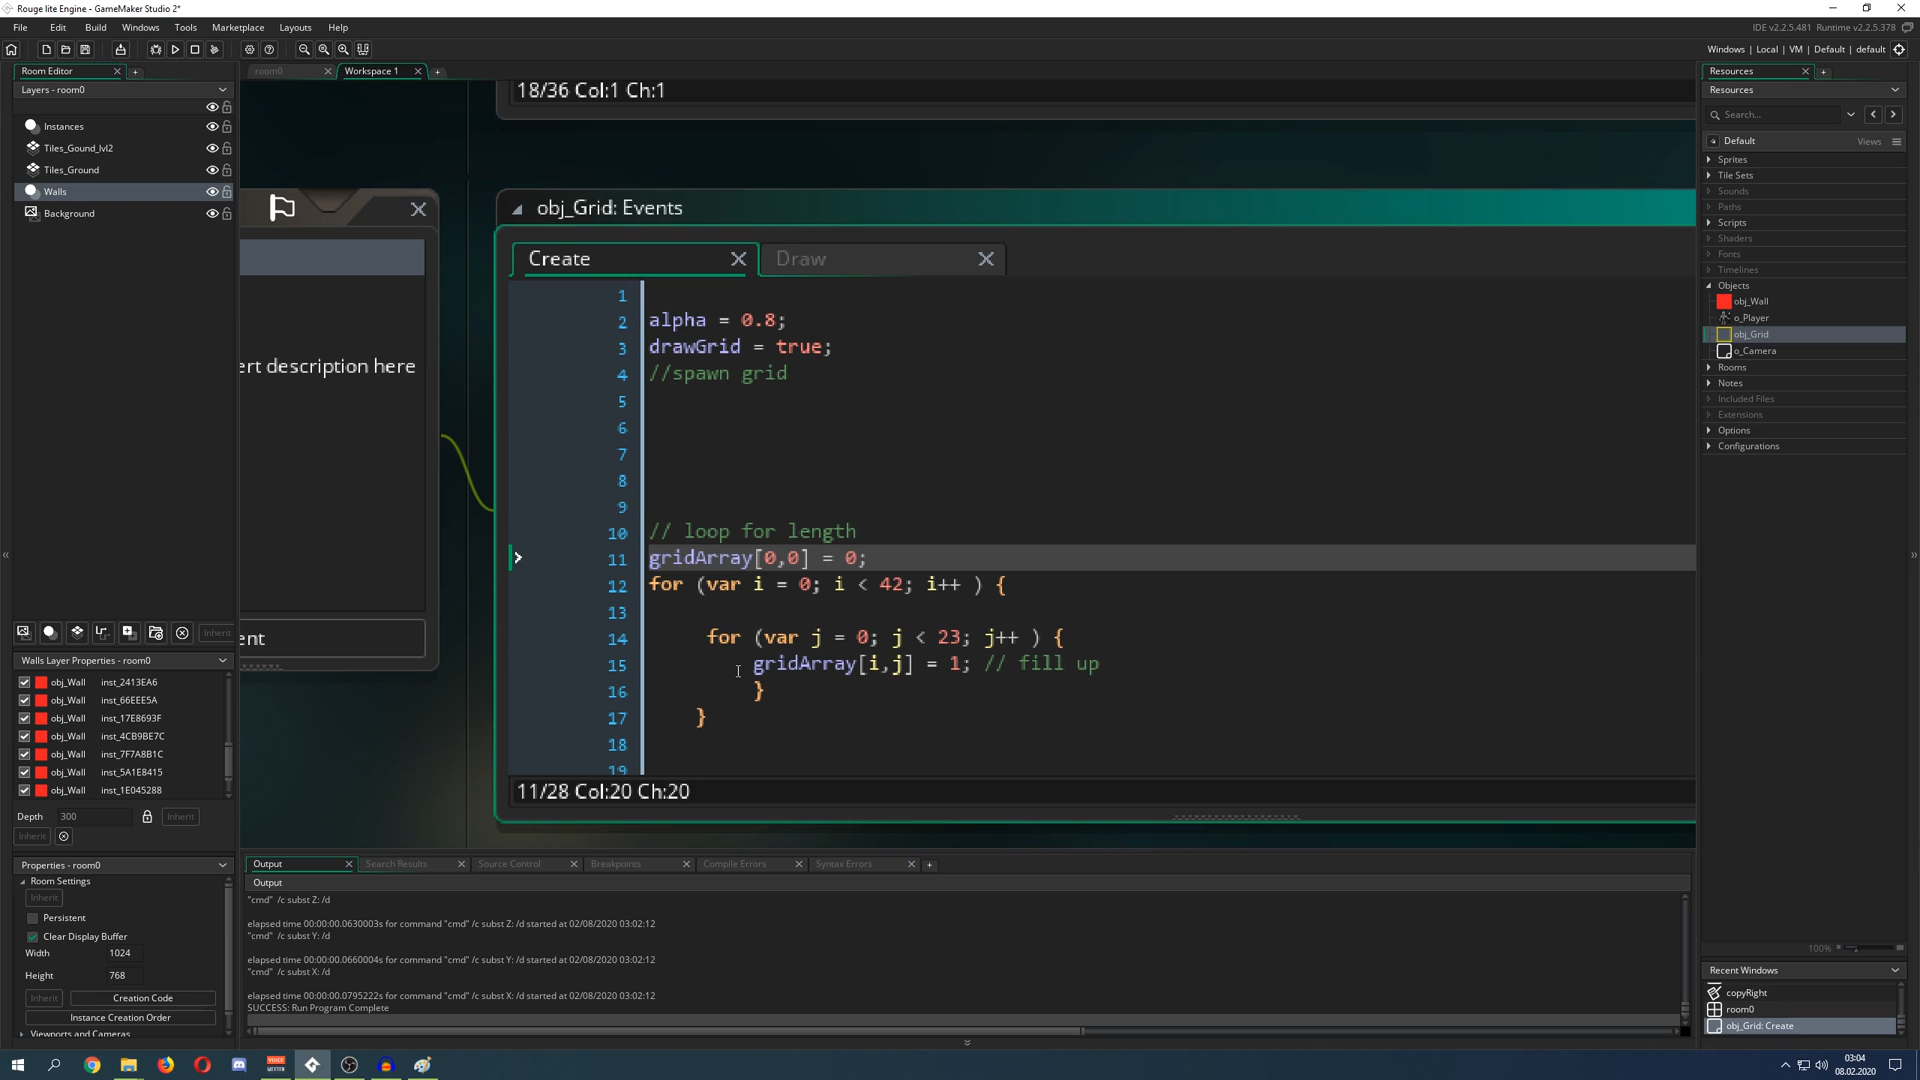 Rouge lite Engine - GameMaker Studio 2*
File Edit Build Windows Tools Marketplace Layouts Help
IDE v2.2.5.481 Runtime v2.2.5.378
Windows | Local | VM | Default | default
Room Editor
room0
Workspace 1
Resources
Layers - room0
Resources
Search...
Instances
Tiles_Gound_lvl2
Tiles_Ground
Walls
Background
Default
Views
Sprites
Tile Sets
Sounds
Paths
Scripts
Shaders
Fonts
Timelines
Objects
obj_Wall
o_Player
obj_Grid
o_Camera
Rooms
Notes
Included Files
Extensions
Options
Configurations
18/36 Col:1 Ch:1
ert description here
ent
obj_Grid: Events
Create
Draw
1
2 alpha = 0.8;
3 drawGrid = true;
4 //spawn grid
5
6
7
8
9
10 // loop for length
11 gridArray[0,0] = 0;
12 for (var i = 0; i < 42; i++ ) {
13
14 for (var j = 0; j < 23; j++ ) {
15 gridArray[i,j] = 1; // fill up
16 }
17 }
18
19
11/28 Col:20 Ch:20
Inherit
Walls Layer Properties - room0
obj_Wall inst_2413EA6
obj_Wall inst_66EEE5A
obj_Wall inst_17E8693F
obj_Wall inst_4CB9BE7C
obj_Wall inst_7F7A8B1C
obj_Wall inst_5A1E8415
obj_Wall inst_1E045288
Depth 300 Inherit
Inherit
Properties - room0
Room Settings
Inherit
Persistent
Clear Display Buffer
Width 1024
Height 768
Inherit Creation Code
Instance Creation Order
Viewports and Cameras
Output
Search Results
Source Control
Breakpoints
Compile Errors
Syntax Errors
Output
"cmd" /c subst Z: /d
elapsed time 00:00:00.0630003s for command "cmd" /c subst Z: /d started at 02/08/2020 03:02:12
"cmd" /c subst Y: /d
elapsed time 00:00:00.0660004s for command "cmd" /c subst Y: /d started at 02/08/2020 03:02:12
"cmd" /c subst X: /d
elapsed time 00:00:00.0795222s for command "cmd" /c subst X: /d started at 02/08/2020 03:02:12
SUCCESS: Run Program Complete
100%
Recent Windows
copyRight
room0
obj_Grid: Create
03:04
08.02.2020